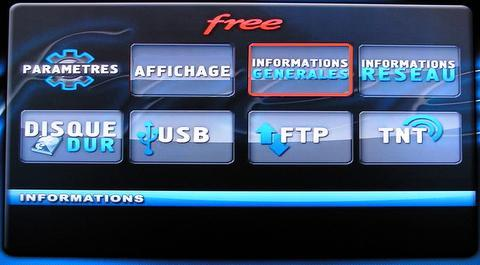 free
PARAMETRES
AFFICHAGE
INFORMATIONS
GENERALES
INFORMATIONS
RESEAU
DISQUE
DUR
USB
FTP
TNT
INFORMATIONS